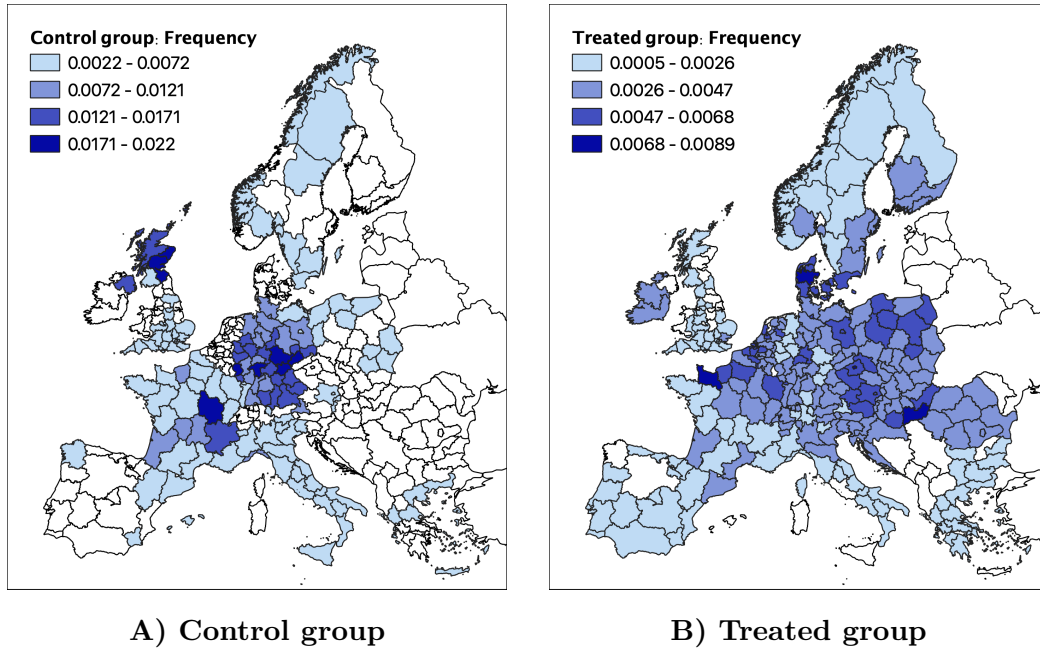 Control group: Frequency
0.0022 - 0.0072
0.0072 - 0.0121
0.0121 - 0.0171
0.0171 - 0.022
Treated group: Frequency
0.0005 - 0.0026
0.0026 - 0.0047
0.0047 - 0.0068
0.0068 - 0.0089
A) Control group
B) Treated group